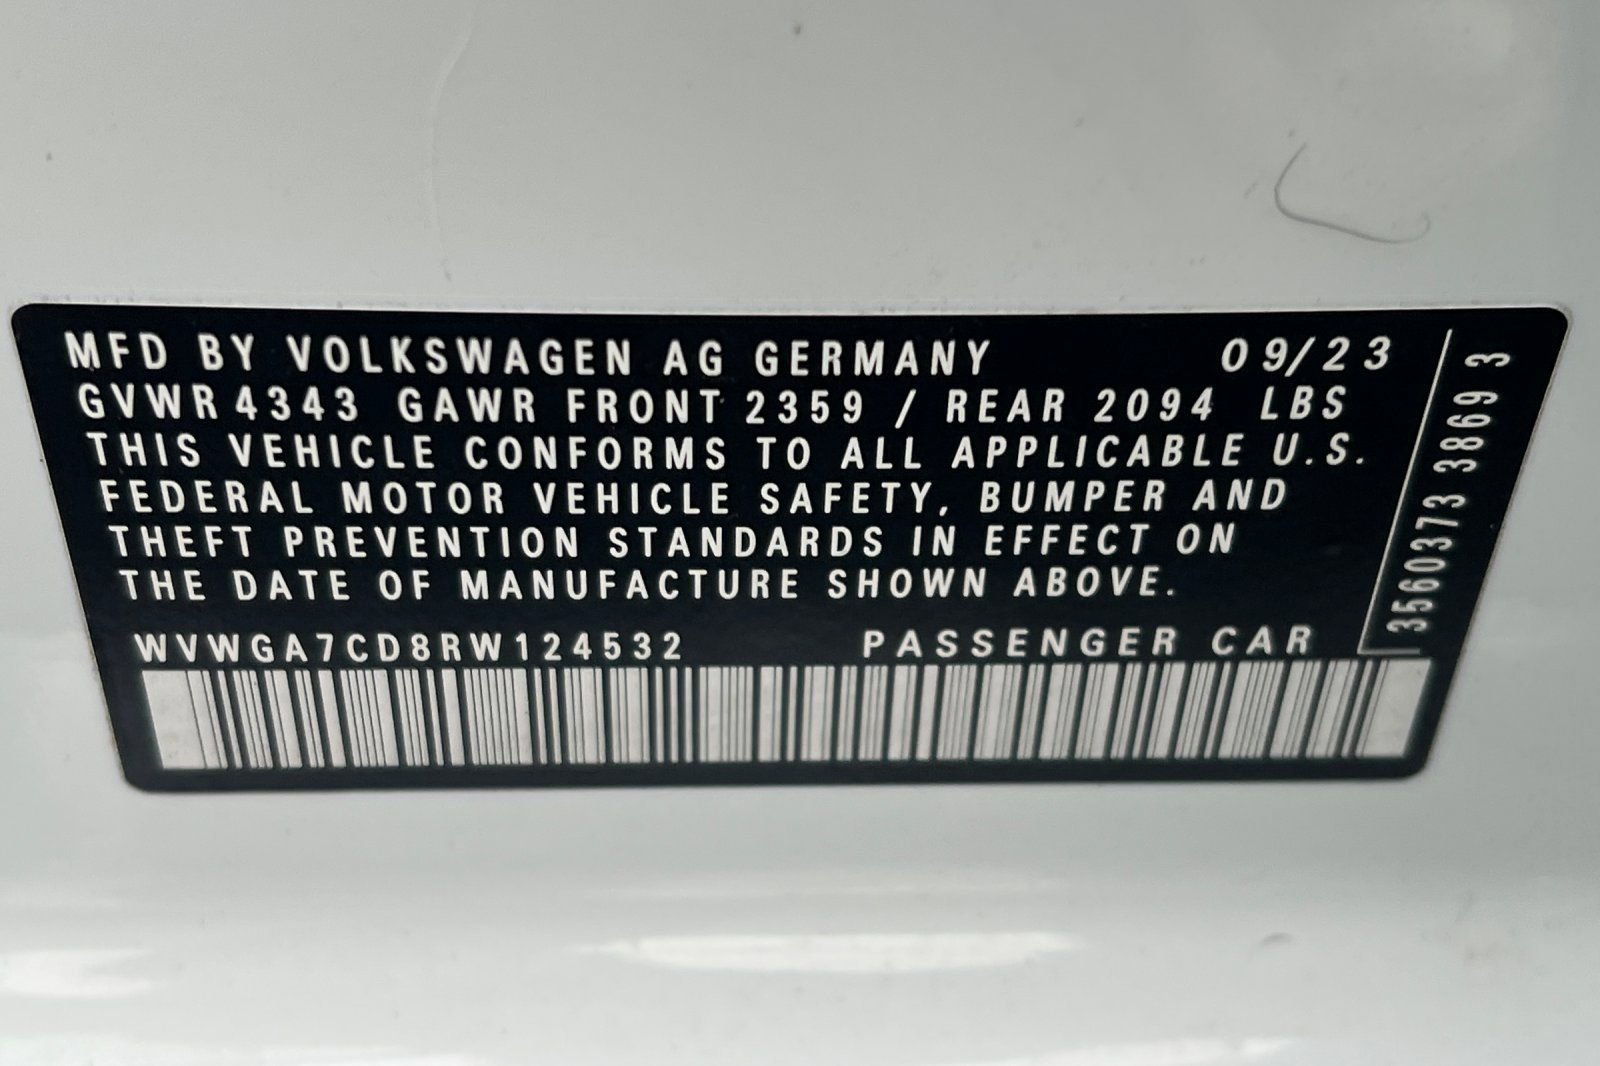 MFD BY VOLKSWAGEN AG GERMANY 09/23
GVWR 4343 GAWR FRONT 2359 / REAR 2094 LBS
THIS VEHICLE CONFORMS TO ALL APPLICABLE U.S.
FEDERAL MOTOR VEHICLE SAFETY, BUMPER AND
THEFT PREVENTION STANDARDS IN EFFECT ON
THE DATE OF MANUFACTURE SHOWN ABOVE.
WVWGA7CD8RW124532 PASSENGER CAR
3560373 3869 3